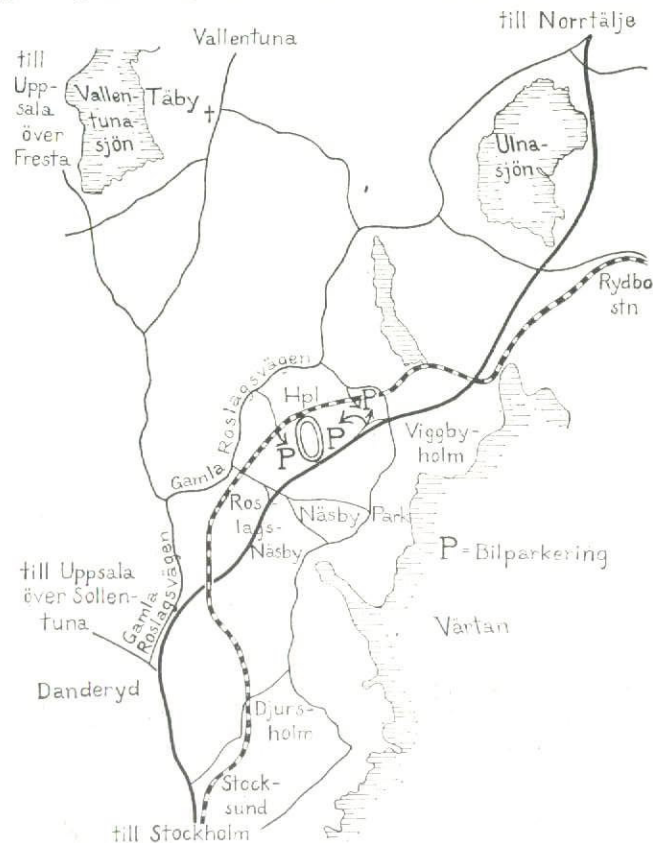 till Norrtälje
Vallentuna
till
Upp-
sala
över
Fresta
Vallen-
tuna-
sjön
Täby
Ulna-
sjön
Rydbo
stn
Gamla Roslagsvägen
Hpl
P
P
P
Viggby-
holm
Ros-
lags-
Näsby
Näsby Park
P = Bilparkering
till Uppsala
över Sollen-
tuna
Gamla
Roslagsvägen
Värtan
Danderyd
Djurs-
holm
Stock-
sund
till Stockholm